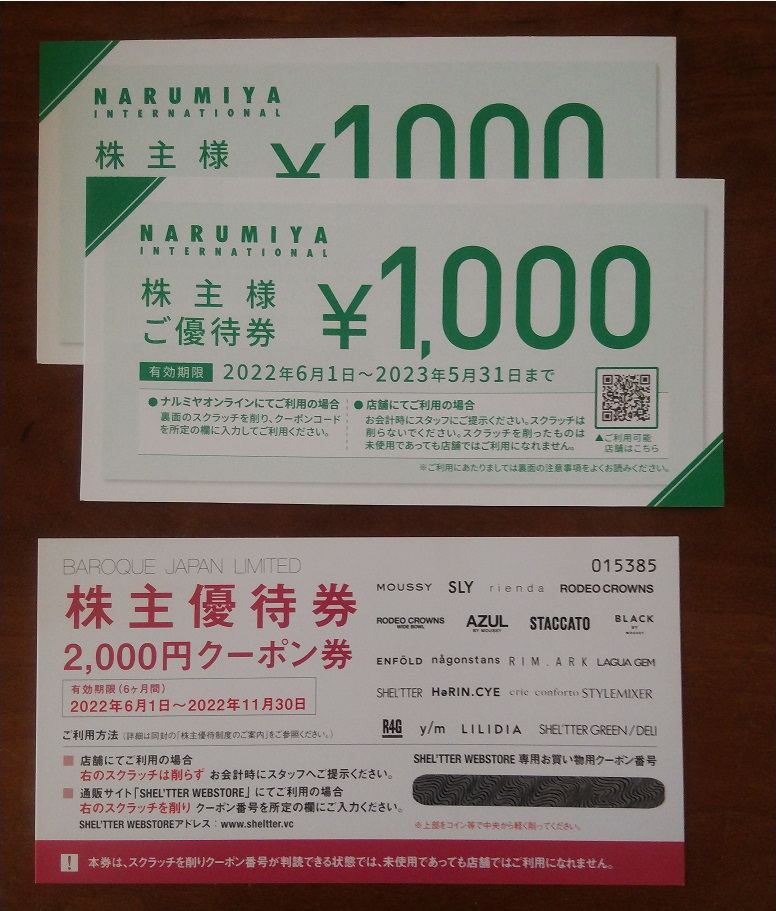 NARUMIYA
INTERNATIONAL
株主様
¥1000
NARUMIYA
INTERNATIONAL
株主様
ご優待券
¥1,000
有効期限 2022年6月1日～2023年5月31日まで
●ナルミヤオンラインにてご利用の場合
裏面のスクラッチを削り、クーポンコード
を所定の欄に入力してご利用ください。
●店舗にてご利用の場合
お会計時にスタッフにご提示ください。スクラッチは
削らないでください。スクラッチを削ったものは
未使用であっても店舗ではご利用になれません。
▲ご利用可能
店舗はこちら
※ご利用にあたりましては裏面の注意事項をよくお読みください。
BAROQUE JAPAN LIMITED
株主優待券
2,000円クーポン券
有効期限(6ヶ月間)
2022年6月1日～2022年11月30日
ご利用方法(詳細は同封の「株主優待制度のご案内」をご参照ください。)
■店舗にてご利用の場合
右のスクラッチは削らず お会計時にスタッフへご提示ください。
■通販サイト「SHEL'TTER WEBSTORE」にてご利用の場合
右のスクラッチを削り クーポン番号を所定の欄にご入力ください。
SHEL'TTER WEBSTOREアドレス：www.sheltter.vc
015385
MOUSSY SLY rienda RODEO CROWNS
RODEO CROWNS WIDE BOWL AZUL BY MOUSSY STACCATO BLACK BY MOUSSY
ENFÖLD någonstans RIM.ARK LAGUA GEM
SHEL'TTER HeRIN.CYE eric conforto STYLEMIXER
R4G y/m LILIDIA SHEL'TTER GREEN/DELI
SHEL'TTER WEBSTORE 専用お買い物用クーポン番号
※上部をコイン等で中央から軽く削ってください。
! 本券は、スクラッチを削りクーポン番号が判読できる状態では、未使用であっても店舗ではご利用になれません。